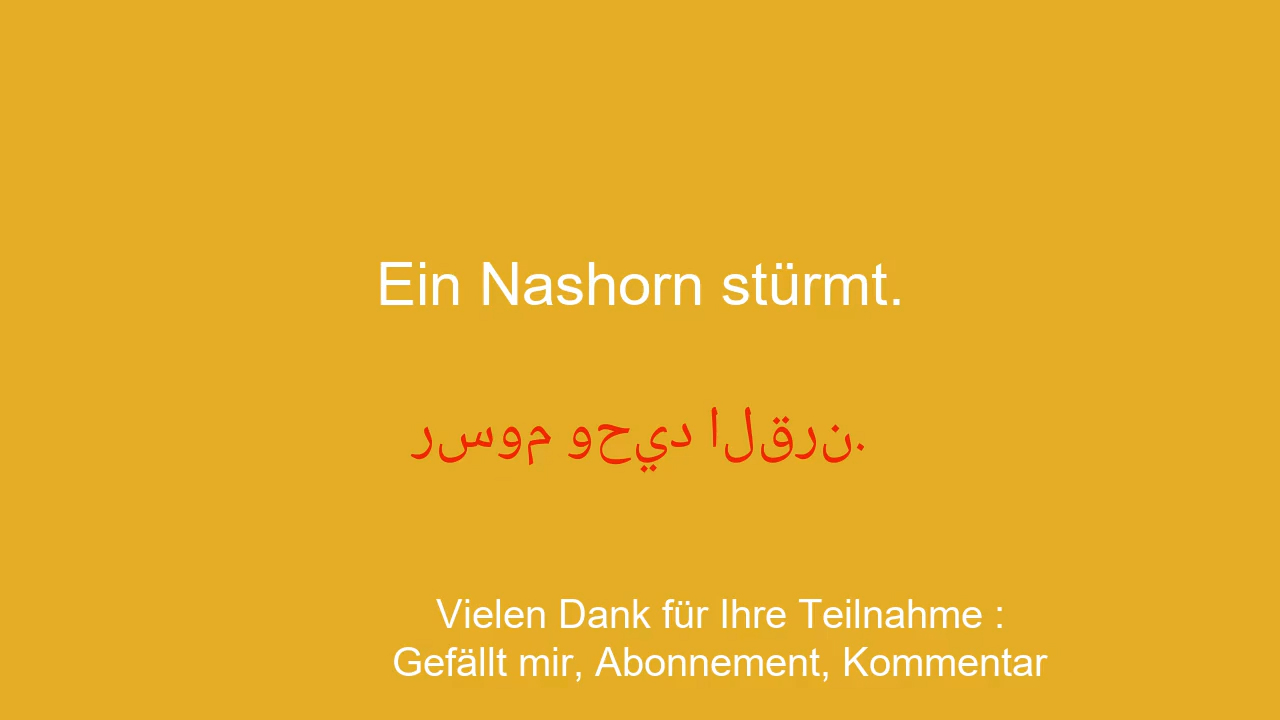 Ein Nashorn stürmt.
رسوم وحيد القرن.
Vielen Dank für Ihre Teilnahme :
Gefällt mir, Abonnement, Kommentar